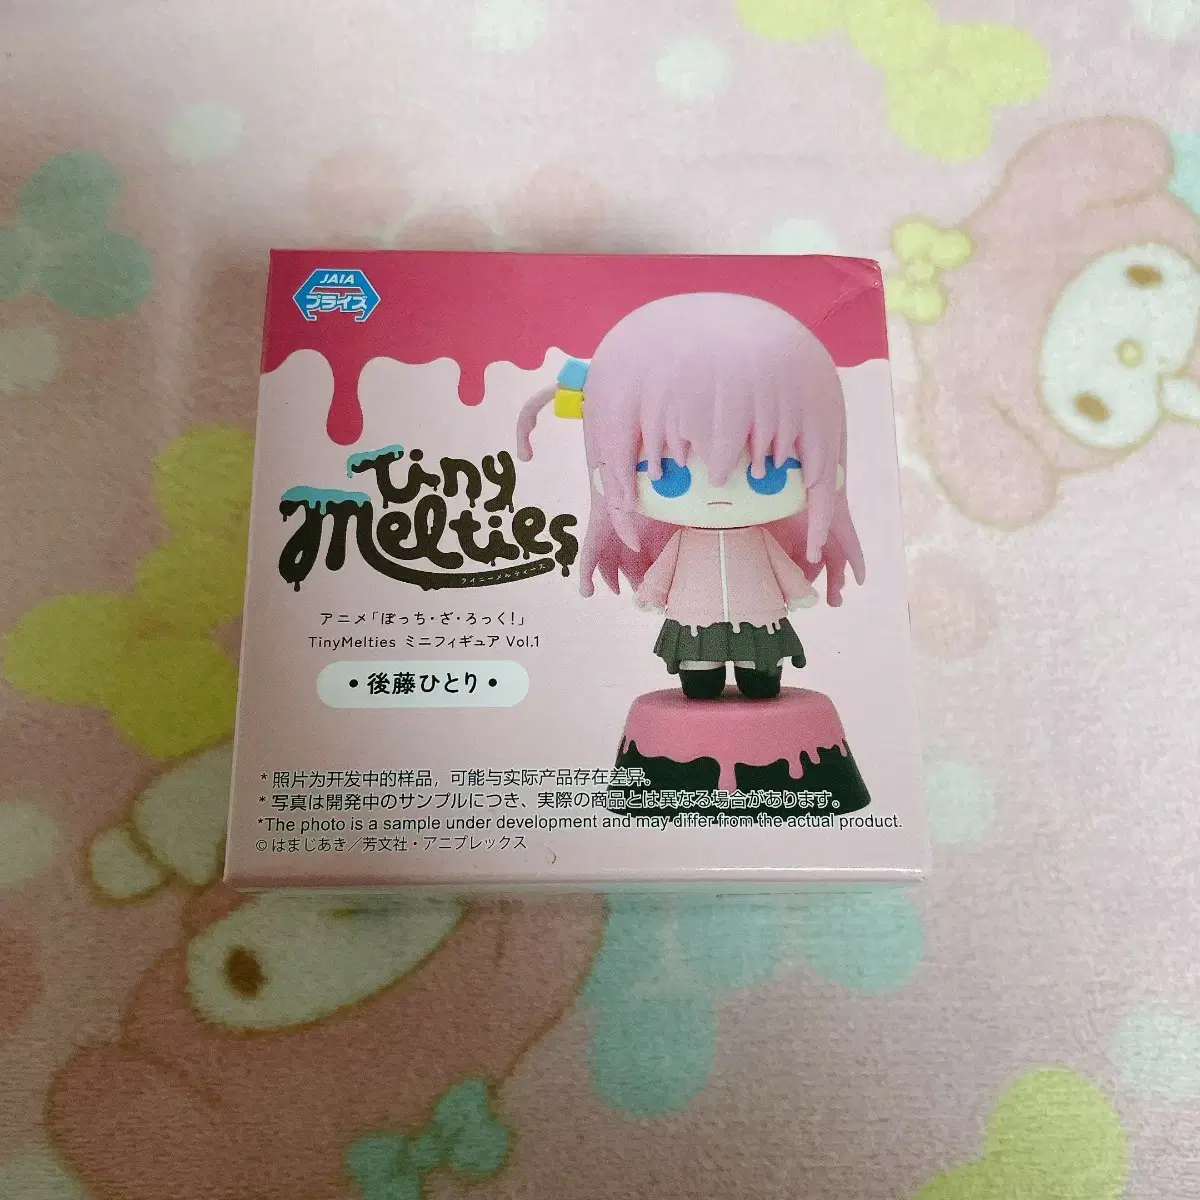 JAIA
プライズ
Tiny
Melties
タイニーメルティーズ
アニメ「ぼっち・ざ・ろっく!」
TinyMelties ミニフィギュア Vol.1
• 後藤ひとり •
* 照片为开发中的样品，可能与实际产品存在差异。
* 写真は開発中のサンプルにつき、実際の商品とは異なる場合があります。
*The photo is a sample under development and may differ from the actual product.
© はまじあき／芳文社・アニプレックス